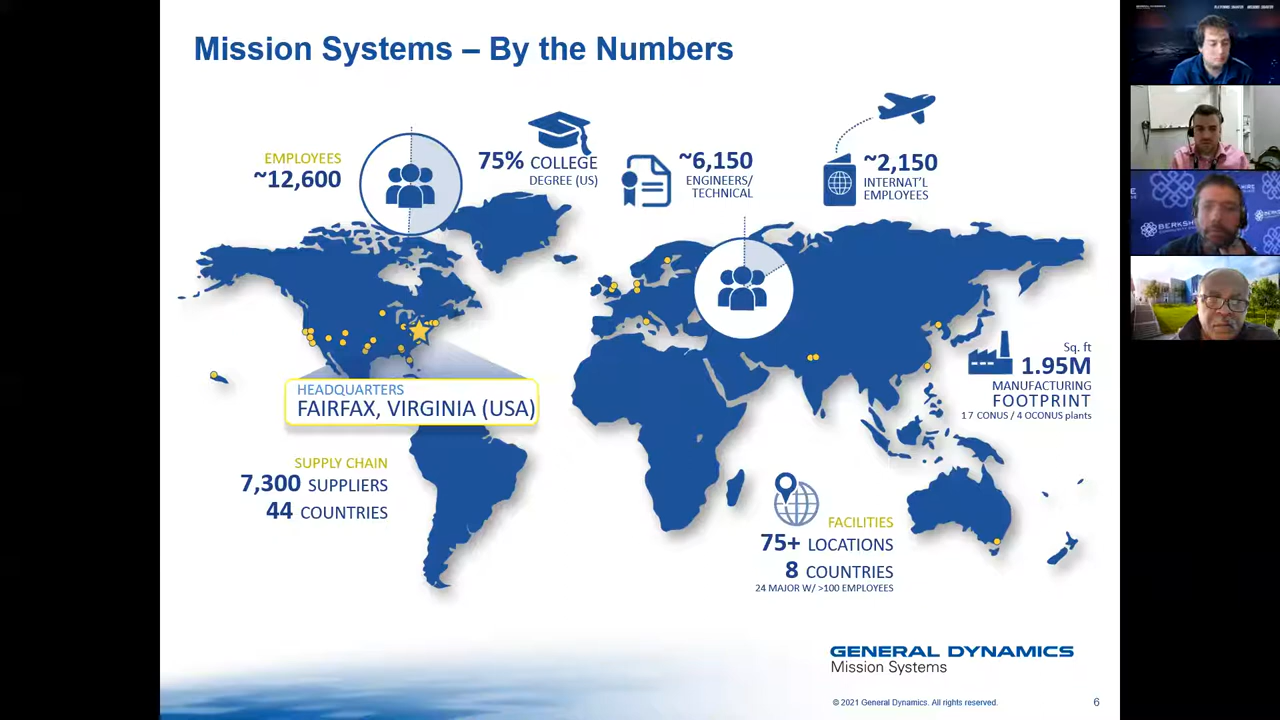 Mission Systems – By the Numbers
EMPLOYEES
~12,600
75% COLLEGE
DEGREE (US)
~6,150
ENGINEERS/
TECHNICAL
~2,150
INTERNAT'L
EMPLOYEES
HEADQUARTERS
FAIRFAX, VIRGINIA (USA)
Sq. ft
1.95M
MANUFACTURING
FOOTPRINT
17 CONUS / 4 OCONUS plants
SUPPLY CHAIN
7,300 SUPPLIERS
44 COUNTRIES
FACILITIES
75+ LOCATIONS
8 COUNTRIES
24 MAJOR W/ >100 EMPLOYEES
GENERAL DYNAMICS
Mission Systems
© 2021 General Dynamics. All rights reserved.
6
GENERAL DYNAMICS